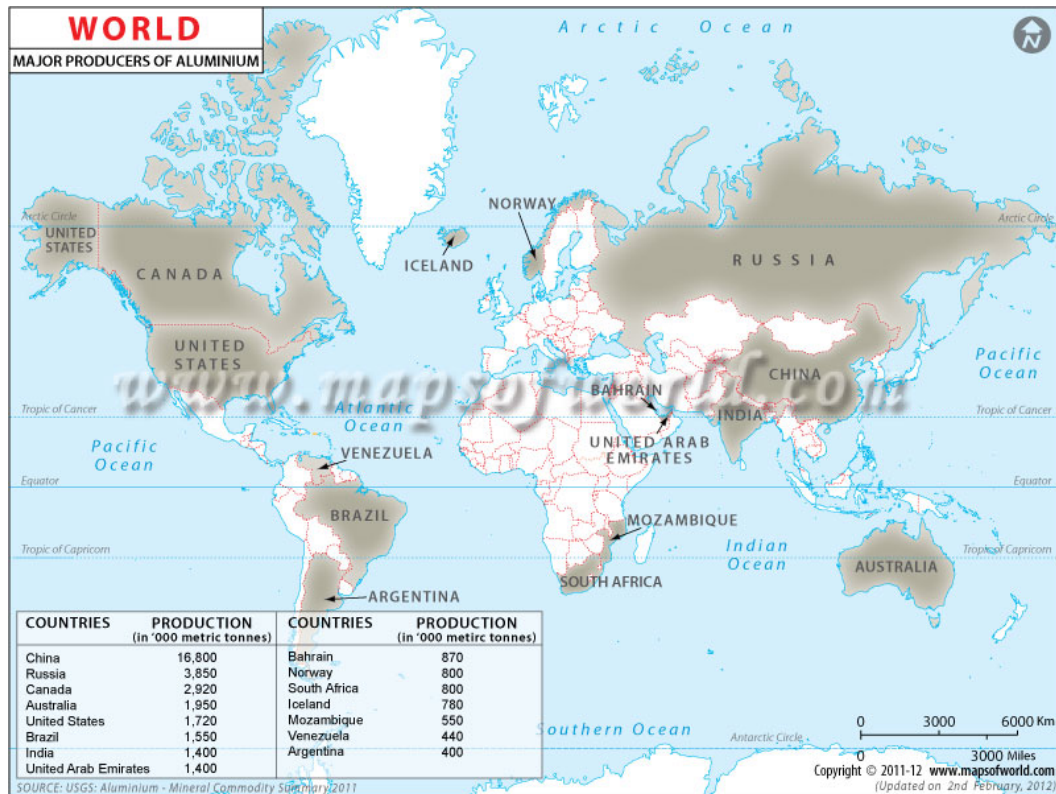 WORLD
MAJOR PRODUCERS OF ALUMINIUM
Arctic Ocean
N
Arctic Circle
Arctic Circle
UNITED
STATES
CANADA
NORWAY
ICELAND
RUSSIA
UNITED
STATES
www.mapsofworld.com
CHINA
Pacific
Ocean
BAHRAIN
INDIA
Tropic of Cancer
Atlantic
Ocean
Tropic of Cancer
UNITED ARAB
EMIRATES
Pacific
Ocean
VENEZUELA
Equator
Equator
BRAZIL
MOZAMBIQUE
Indian
Ocean
Tropic of Capricorn
Tropic of Capricorn
AUSTRALIA
SOUTH AFRICA
ARGENTINA
COUNTRIES PRODUCTION COUNTRIES PRODUCTION
(in '000 metric tonnes) (in '000 metirc tonnes)
China 16,800 Bahrain 870
Russia 3,850 Norway 800
Canada 2,920 South Africa 800
Australia 1,950 Iceland 780
United States 1,720 Mozambique 550
Brazil 1,550 Venezuela 440
India 1,400 Argentina 400
United Arab Emirates 1,400
Southern Ocean
Antarctic Circle
0 3000 6000 Km
0 3000 Miles
Copyright © 2011-12 www.mapsofworld.com
(Updated on 2nd February, 2012)
SOURCE: USGS: Aluminium - Mineral Commodity Summary 2011